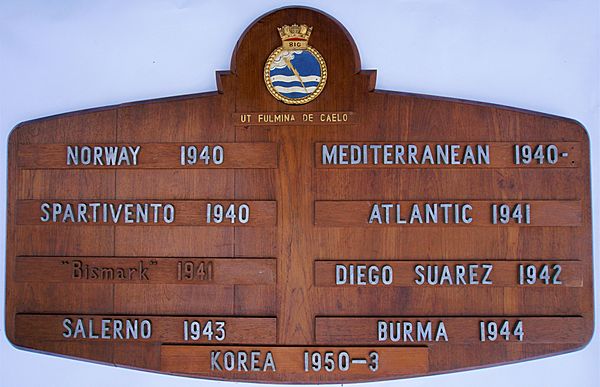 810
UT FULMINA DE CAELO
NORWAY 1940
MEDITERRANEAN 1940-
SPARTIVENTO 1940
ATLANTIC 1941
"Bismark" 1941
DIEGO SUAREZ 1942
SALERNO 1943
BURMA 1944
KOREA 1950-3